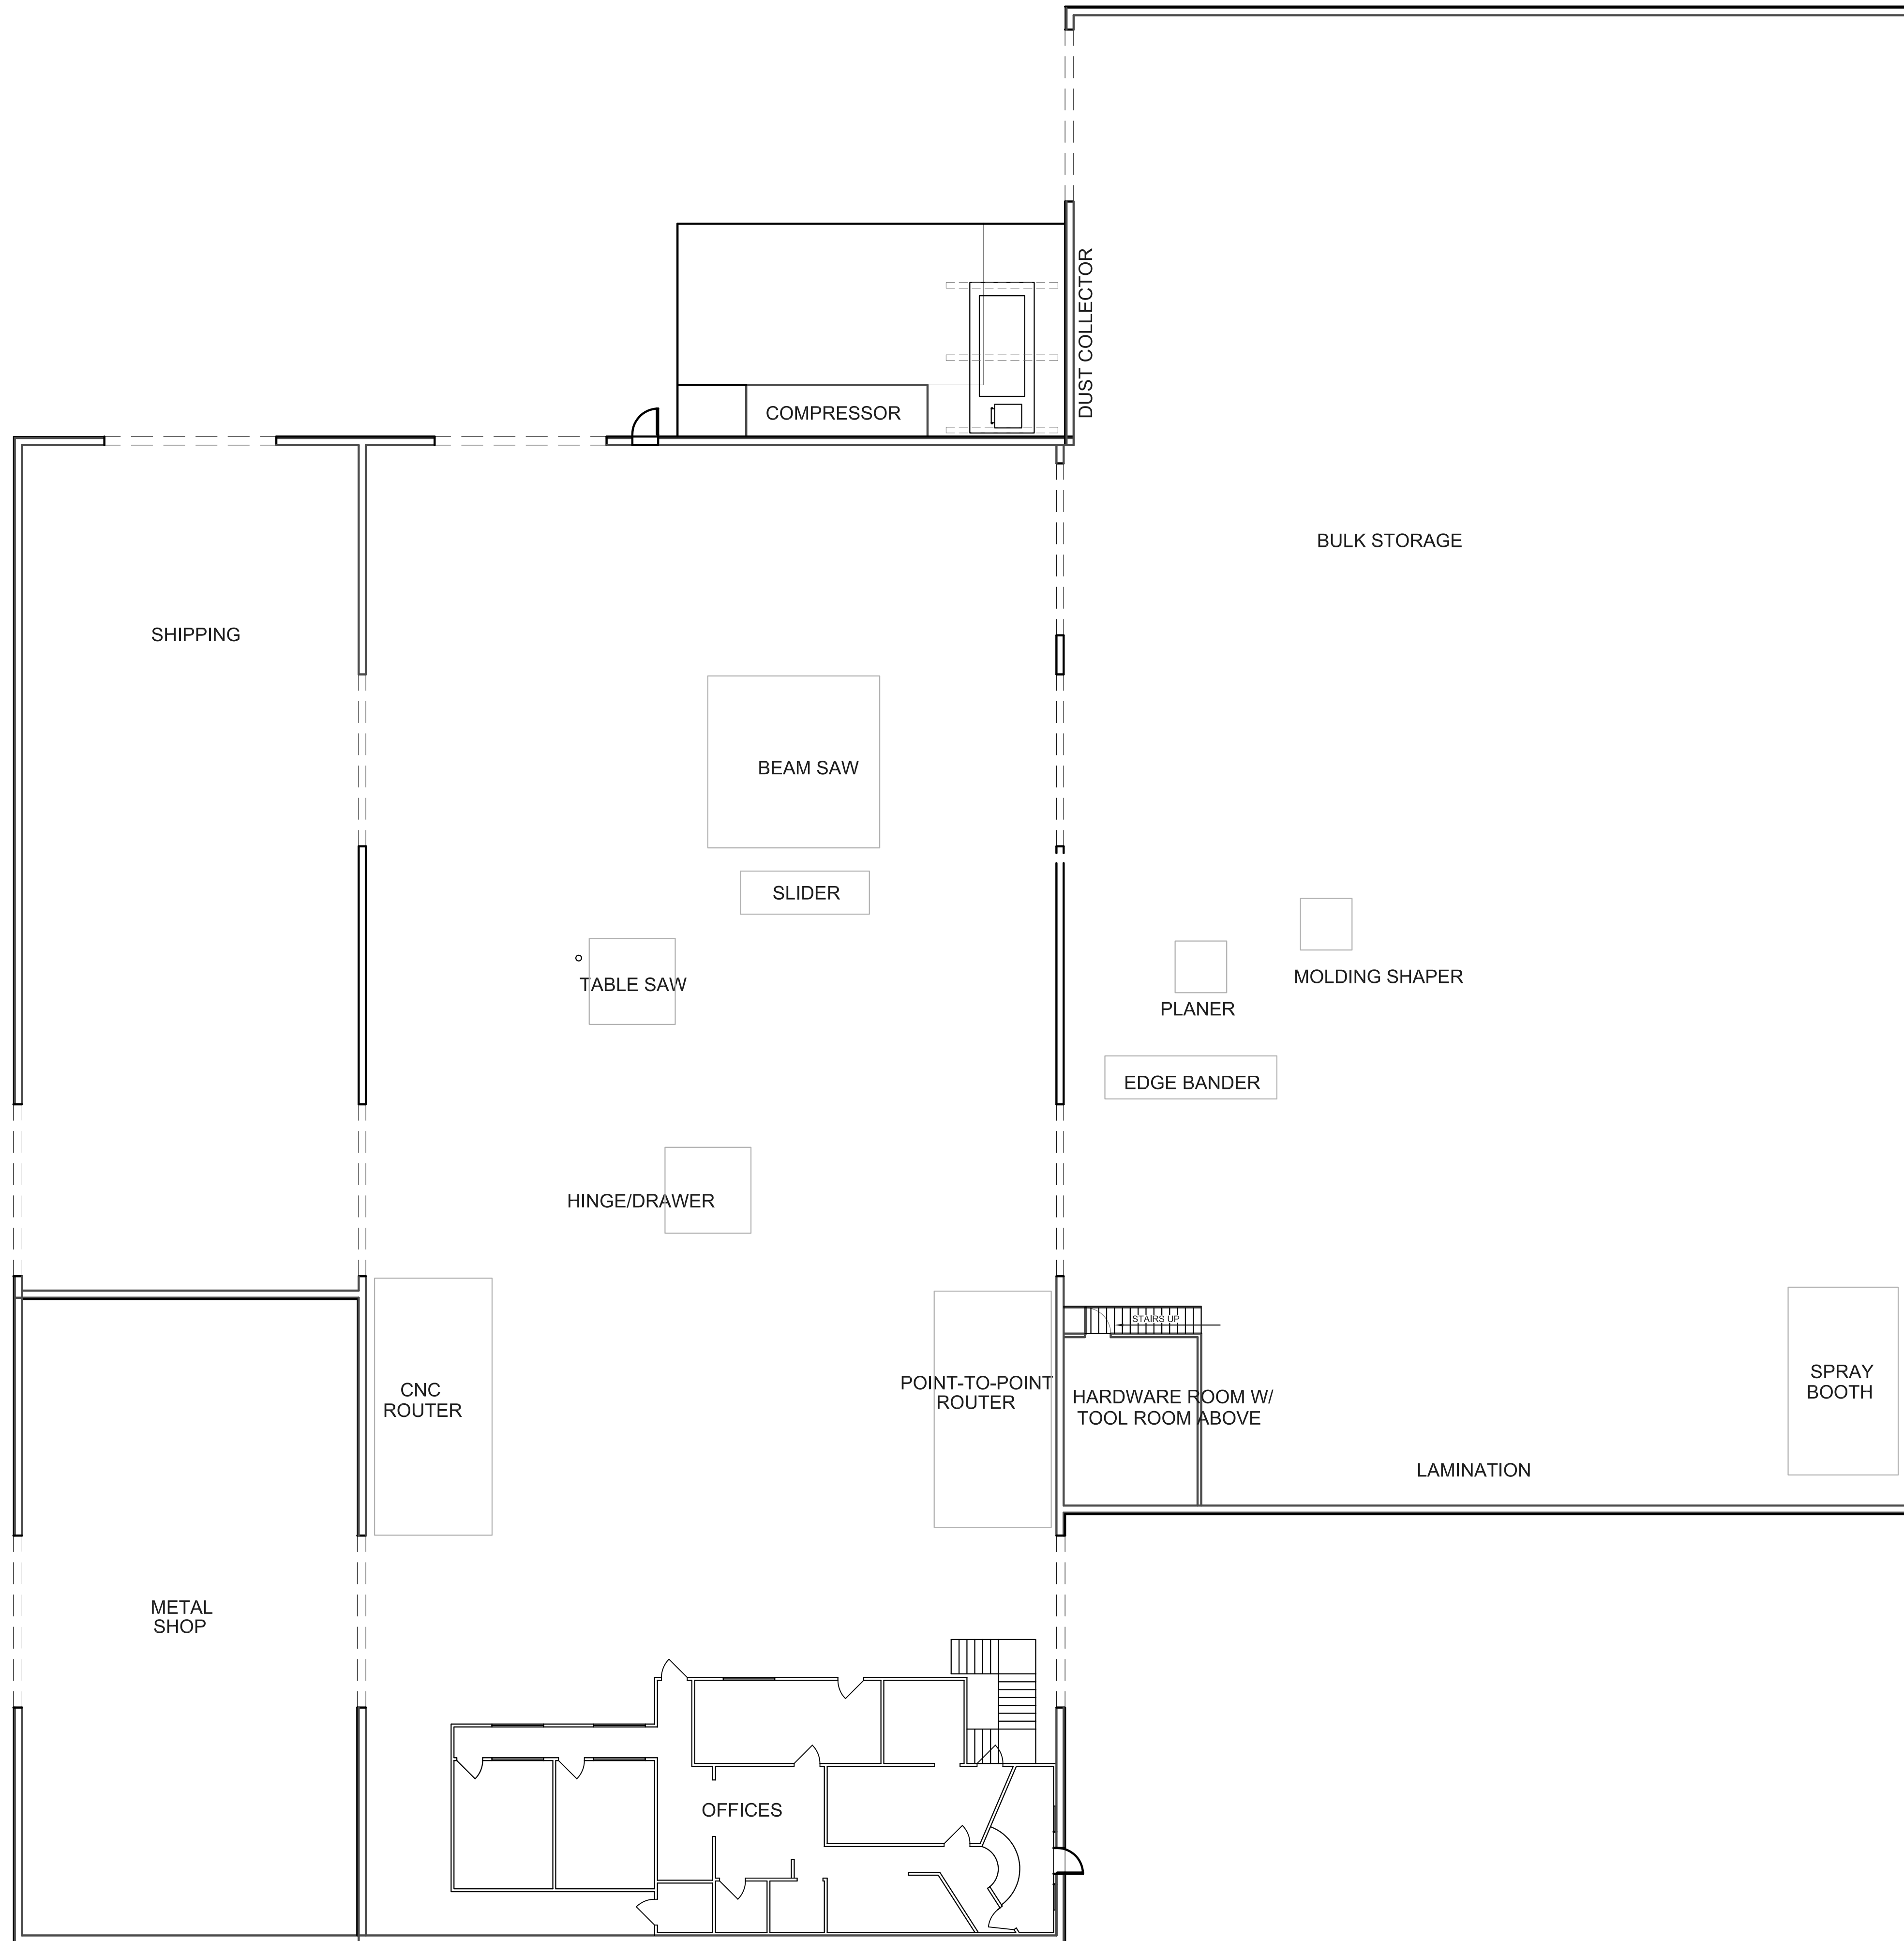 DUST COLLECTOR
COMPRESSOR
BULK STORAGE
SHIPPING
BEAM SAW
SLIDER
TABLE SAW
MOLDING SHAPER
PLANER
EDGE BANDER
HINGE/DRAWER
STAIRS UP
CNC
ROUTER
POINT-TO-POINT
ROUTER
HARDWARE ROOM W/
TOOL ROOM ABOVE
SPRAY
BOOTH
LAMINATION
METAL
SHOP
OFFICES